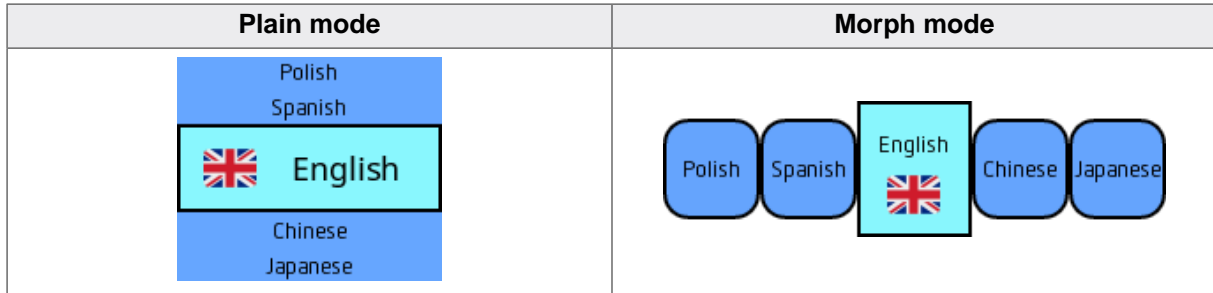 Plain mode
Morph mode
Polish
Spanish
English
Chinese
Japanese
Polish
Spanish
English
Chinese
Japanese